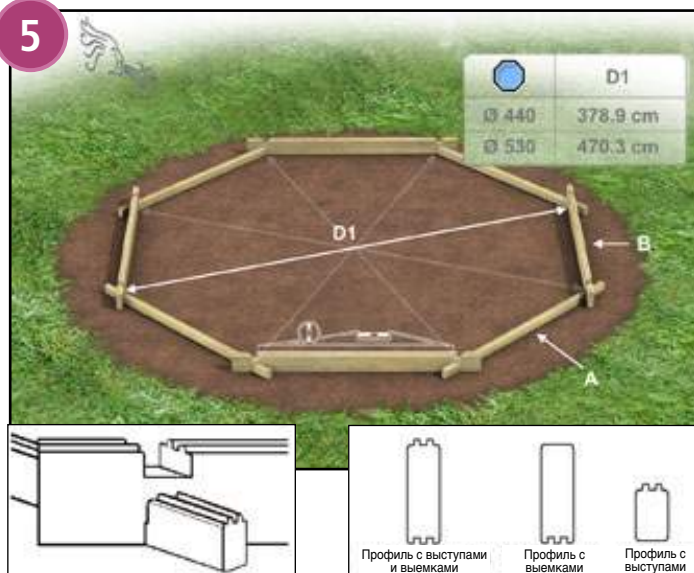 5
D1
Ø 440 378.9 cm
Ø 530 470.3 cm
D1
B
A
Профиль с выступами
и выемками
Профиль с
выемками
Профиль с
выступами